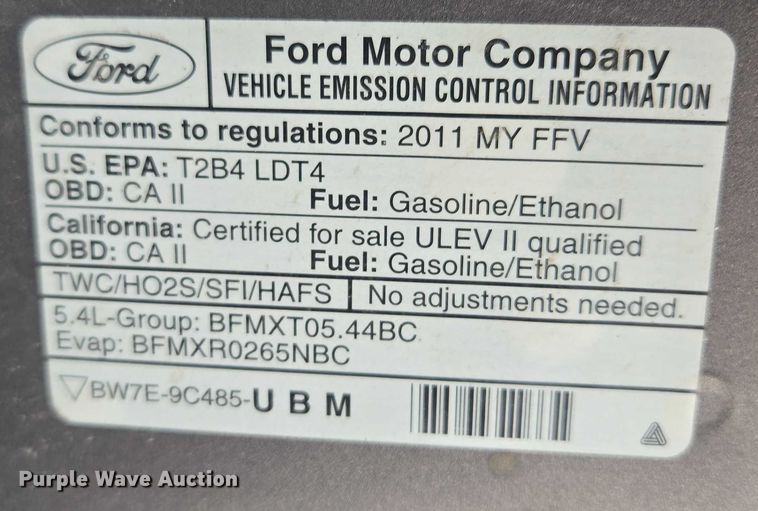 Ford
Ford Motor Company
VEHICLE EMISSION CONTROL INFORMATION
Conforms to regulations: 2011 MY FFV
U.S. EPA: T2B4 LDT4
OBD: CA II Fuel: Gasoline/Ethanol
California: Certified for sale ULEV II qualified
OBD: CA II Fuel: Gasoline/Ethanol
TWC/HO2S/SFI/HAFS No adjustments needed.
5.4L-Group: BFMXT05.44BC
Evap: BFMXR0265NBC
BW7E-9C485-U B M
Purple Wave Auction